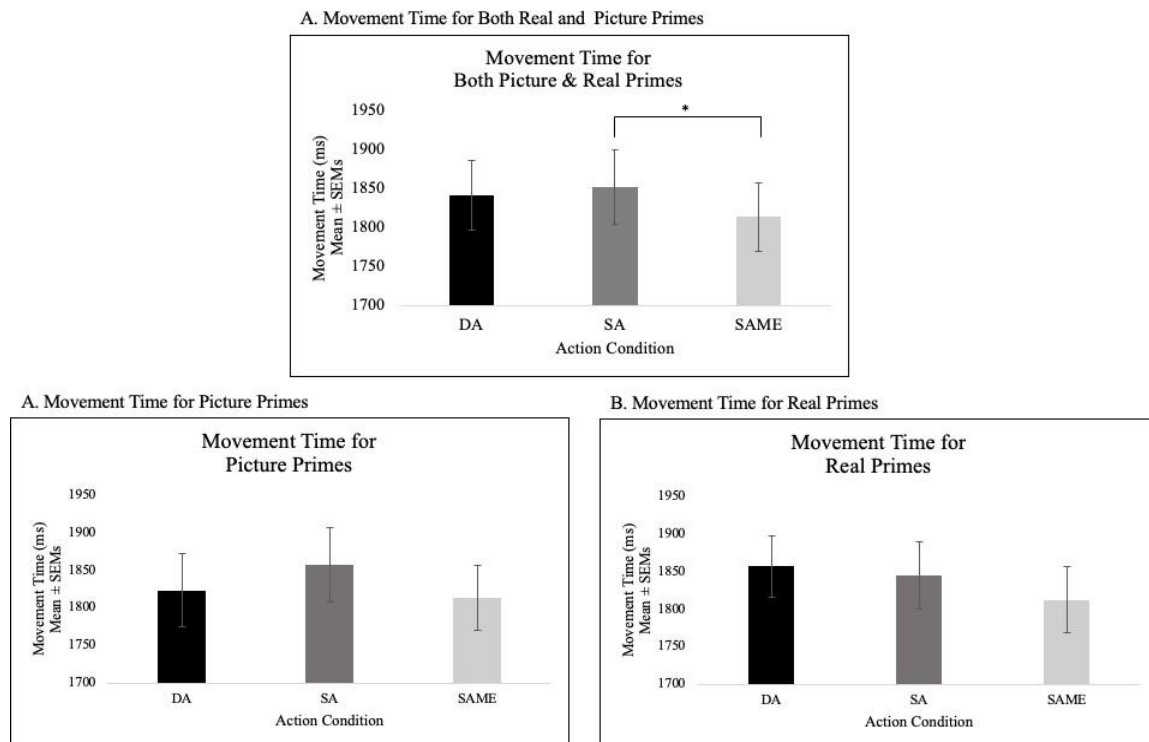 A. Movement Time for Both Real and Picture Primes
Movement Time for
Both Picture & Real Primes
Movement Time (ms)
Mean ± SEMs
1950
1900
1850
1800
1750
1700
*
DA SA SAME
Action Condition
A. Movement Time for Picture Primes
Movement Time for
Picture Primes
Movement Time (ms)
Mean ± SEMs
1950
1900
1850
1800
1750
1700
DA SA SAME
Action Condition
B. Movement Time for Real Primes
Movement Time for
Real Primes
Movement Time (ms)
Mean ± SEMs
1950
1900
1850
1800
1750
1700
DA SA SAME
Action Condition